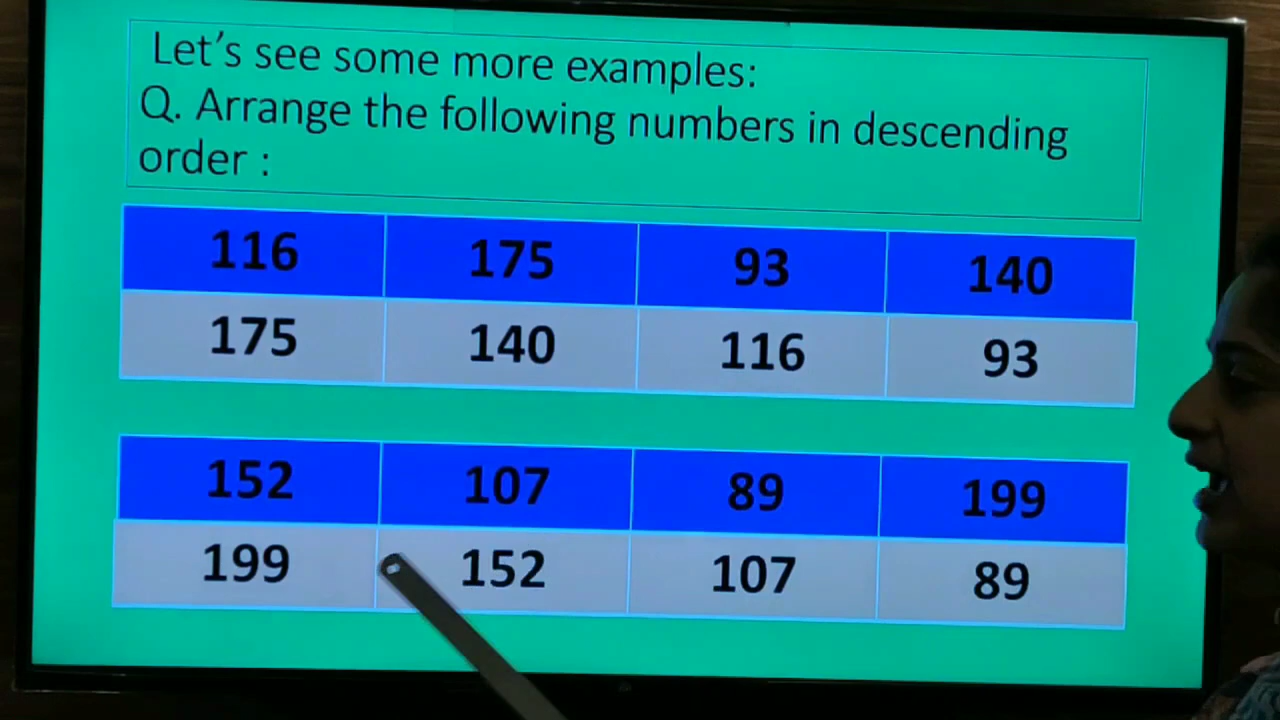 Let's see some more examples:
Q. Arrange the following numbers in descending
order :
116 175 93 140
175 140 116 93
152 107 89 199
199 152 107 89